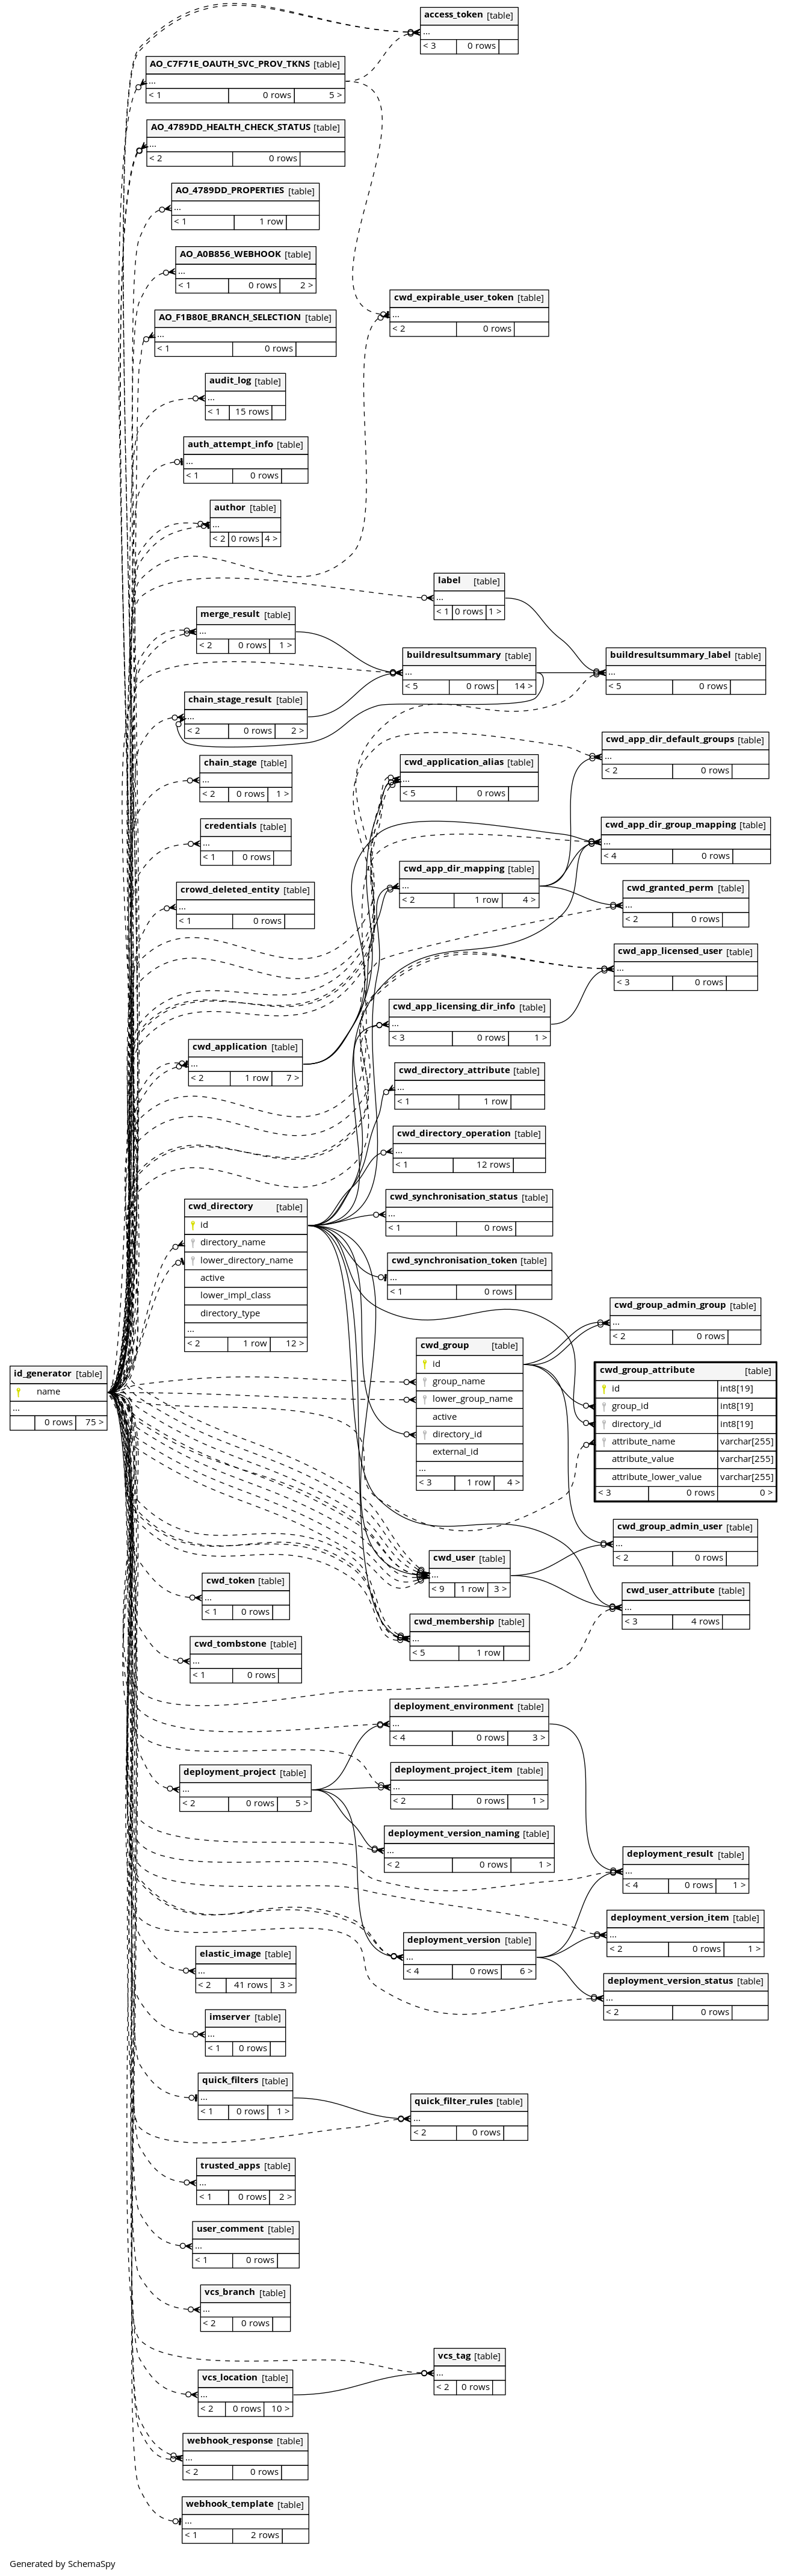 access_token [table]
...
< 3 0 rows
AO_C7F71E_OAUTH_SVC_PROV_TKNS [table]
...
< 1 0 rows 5 >
AO_4789DD_HEALTH_CHECK_STATUS [table]
...
< 2 0 rows
AO_4789DD_PROPERTIES [table]
...
< 1 1 row
AO_A0B856_WEBHOOK [table]
...
< 1 0 rows 2 >
cwd_expirable_user_token [table]
...
< 2 0 rows
AO_F1B80E_BRANCH_SELECTION [table]
...
< 1 0 rows
audit_log [table]
...
< 1 15 rows
auth_attempt_info [table]
...
< 1 0 rows
author [table]
...
< 2 0 rows 4 >
label [table]
...
< 1 0 rows 1 >
merge_result [table]
...
< 2 0 rows 1 >
buildresultsummary [table]
...
< 5 0 rows 14 >
buildresultsummary_label [table]
...
< 5 0 rows
chain_stage_result [table]
...
< 2 0 rows 2 >
cwd_app_dir_default_groups [table]
...
< 2 0 rows
chain_stage [table]
...
< 2 0 rows 1 >
cwd_application_alias [table]
...
< 5 0 rows
credentials [table]
...
< 1 0 rows
cwd_app_dir_group_mapping [table]
...
< 4 0 rows
cwd_app_dir_mapping [table]
...
< 2 1 row 4 >
crowd_deleted_entity [table]
...
< 1 0 rows
cwd_granted_perm [table]
...
< 2 0 rows
cwd_app_licensed_user [table]
...
< 3 0 rows
cwd_app_licensing_dir_info [table]
...
< 3 0 rows 1 >
cwd_application [table]
...
< 2 1 row 7 >
cwd_directory_attribute [table]
...
< 1 1 row
cwd_directory_operation [table]
...
< 1 12 rows
cwd_synchronisation_status [table]
...
< 1 0 rows
cwd_directory [table]
id
directory_name
lower_directory_name
active
lower_impl_class
directory_type
...
< 2 1 row 12 >
cwd_synchronisation_token [table]
...
< 1 0 rows
cwd_group_admin_group [table]
...
< 2 0 rows
cwd_group [table]
id
group_name
lower_group_name
active
directory_id
external_id
...
< 3 1 row 4 >
id_generator [table]
name
...
0 rows 75 >
cwd_group_attribute [table]
id int8[19]
group_id int8[19]
directory_id int8[19]
attribute_name varchar[255]
attribute_value varchar[255]
attribute_lower_value varchar[255]
< 3 0 rows 0 >
cwd_group_admin_user [table]
...
< 2 0 rows
cwd_user [table]
...
< 9 1 row 3 >
cwd_token [table]
...
< 1 0 rows
cwd_user_attribute [table]
...
< 3 4 rows
cwd_membership [table]
...
< 5 1 row
cwd_tombstone [table]
...
< 1 0 rows
deployment_environment [table]
...
< 4 0 rows 3 >
deployment_project [table]
...
< 2 0 rows 5 >
deployment_project_item [table]
...
< 2 0 rows 1 >
deployment_version_naming [table]
...
< 2 0 rows 1 >
deployment_result [table]
...
< 4 0 rows 1 >
deployment_version_item [table]
...
< 2 0 rows 1 >
deployment_version [table]
...
< 4 0 rows 6 >
elastic_image [table]
...
< 2 41 rows 3 >
deployment_version_status [table]
...
< 2 0 rows
imserver [table]
...
< 1 0 rows
quick_filters [table]
...
< 1 0 rows 1 >
quick_filter_rules [table]
...
< 2 0 rows
trusted_apps [table]
...
< 1 0 rows 2 >
user_comment [table]
...
< 1 0 rows
vcs_branch [table]
...
< 2 0 rows
vcs_tag [table]
...
< 2 0 rows
vcs_location [table]
...
< 2 0 rows 10 >
webhook_response [table]
...
< 2 0 rows
webhook_template [table]
...
< 1 2 rows
Generated by SchemaSpy